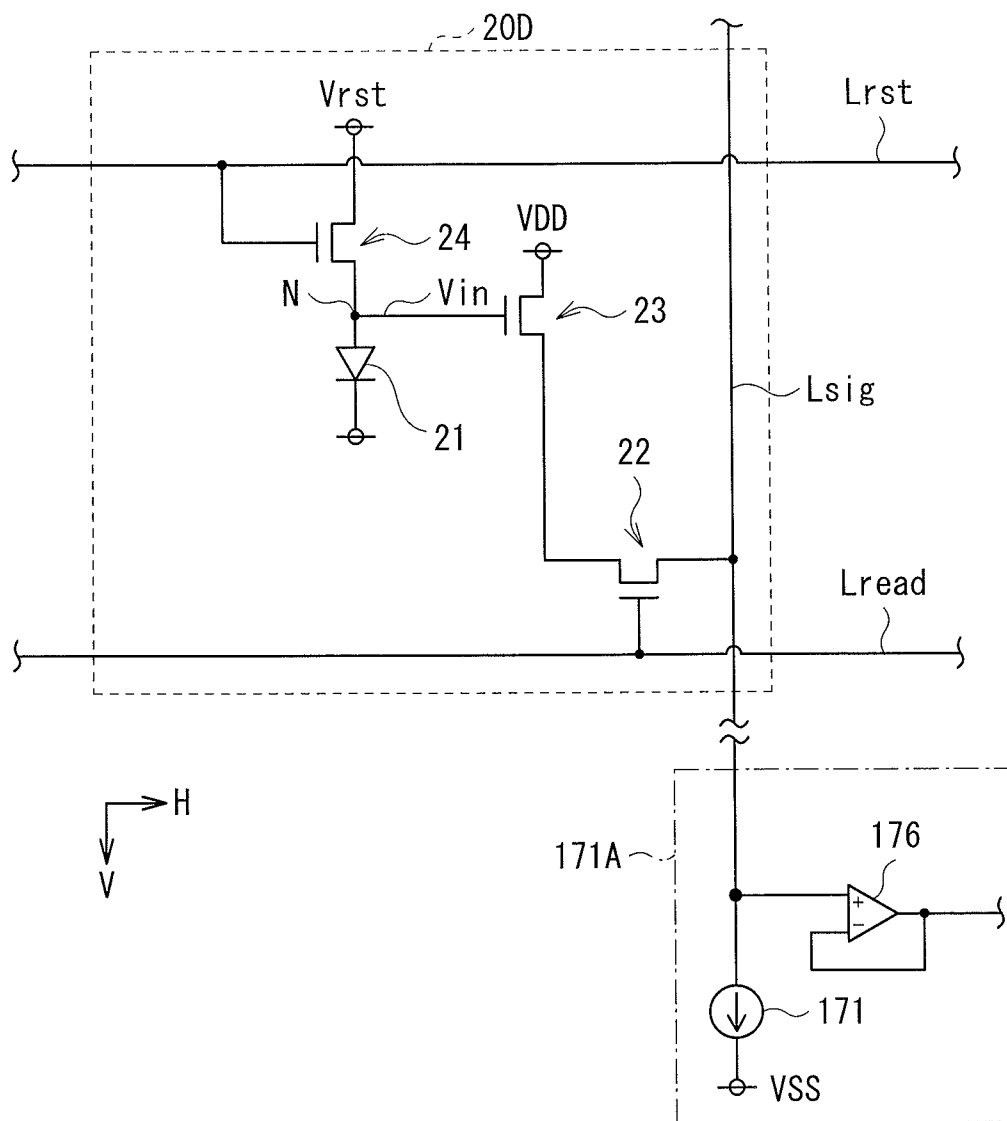 20D
Vrst
Lrst
VDD
24
N
Vin
23
Lsig
21
22
Lread
H
V
171A
176
+
−
171
VSS